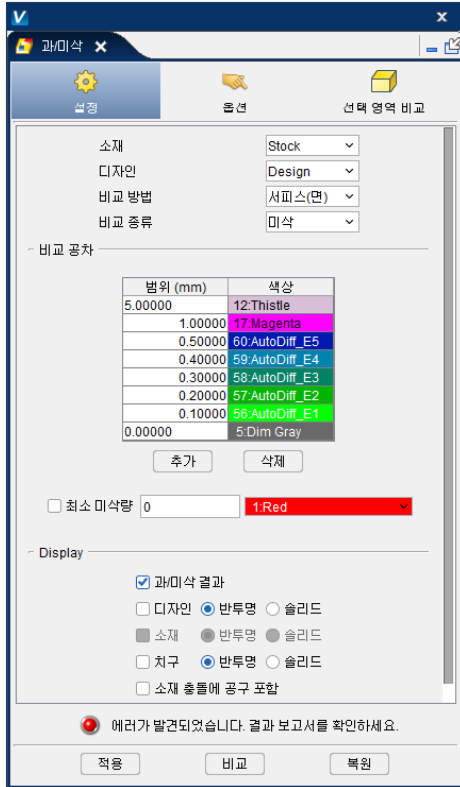 과/미삭
설정 옵션 선택 영역 비교
소재 Stock
디자인 Design
비교 방법 서피스(면)
비교 종류 미삭
비교 공차
범위 (mm) 색상
5.00000 12:Thistle
1.00000 17:Magenta
0.50000 60:AutoDiff_E5
0.40000 59:AutoDiff_E4
0.30000 58:AutoDiff_E3
0.20000 57:AutoDiff_E2
0.10000 56:AutoDiff_E1
0.00000 5:Dim Gray
추가 삭제
최소 미삭량 0 1:Red
Display
과/미삭 결과
디자인 반투명 솔리드
소재 반투명 솔리드
치구 반투명 솔리드
소재 충돌에 공구 포함
에러가 발견되었습니다. 결과 보고서를 확인하세요.
적용 비교 복원